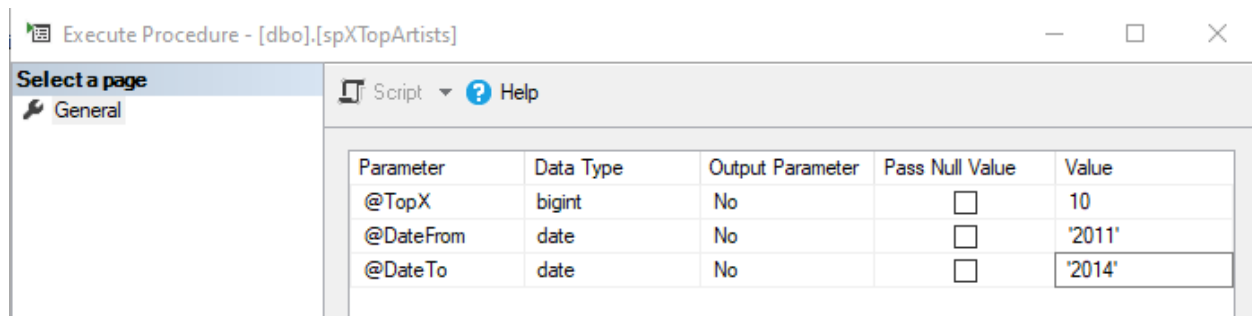 Execute Procedure - [dbo].[spXTopArtists]
Select a page
General
Script Help
Parameter Data Type Output Parameter Pass Null Value Value
@TopX bigint No 10
@DateFrom date No '2011'
@DateTo date No '2014'